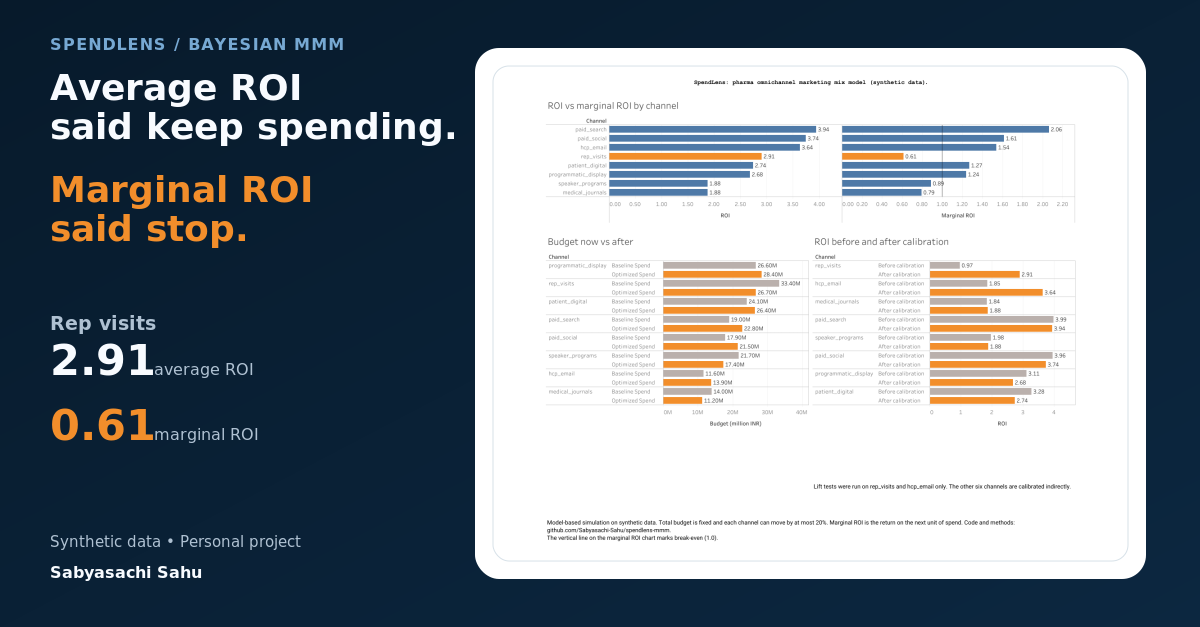 SPENDLENS / BAYESIAN MMM
Average ROI
said keep spending.
Marginal ROI
said stop.
Rep visits
2.91 average ROI
0.61 marginal ROI
Synthetic data • Personal project
Sabyasachi Sahu
SpendLens: pharma omnichannel marketing mix model (synthetic data).
ROI vs marginal ROI by channel
Channel
paid_search 3.94 2.06
paid_social 3.74 1.61
hcp_email 3.64 1.54
rep_visits 2.91 0.61
patient_digital 2.74 1.27
programmatic_display 2.68 1.24
speaker_programs 1.88 0.89
medical_journals 1.88 0.79
0.00 0.50 1.00 1.50 2.00 2.50 3.00 3.50 4.00 0.00 0.20 0.40 0.60 0.80 1.00 1.20 1.40 1.60 1.80 2.00 2.20
ROI Marginal ROI
Budget now vs after
Channel
programmatic_display Baseline Spend 26.60M
Optimized Spend 28.40M
rep_visits Baseline Spend 33.40M
Optimized Spend 26.70M
patient_digital Baseline Spend 24.10M
Optimized Spend 26.40M
paid_search Baseline Spend 19.00M
Optimized Spend 22.80M
paid_social Baseline Spend 17.90M
Optimized Spend 21.50M
speaker_programs Baseline Spend 21.70M
Optimized Spend 17.40M
hcp_email Baseline Spend 11.60M
Optimized Spend 13.90M
medical_journals Baseline Spend 14.00M
Optimized Spend 11.20M
0M 10M 20M 30M 40M
Budget (million INR)
ROI before and after calibration
Channel
rep_visits Before calibration 0.97
After calibration 2.91
hcp_email Before calibration 1.85
After calibration 3.64
medical_journals Before calibration 1.84
After calibration 1.88
paid_search Before calibration 3.99
After calibration 3.94
speaker_programs Before calibration 1.98
After calibration 1.88
paid_social Before calibration 3.96
After calibration 3.74
programmatic_display Before calibration 3.11
After calibration 2.68
patient_digital Before calibration 3.28
After calibration 2.74
0 1 2 3 4
ROI
Lift tests were run on rep_visits and hcp_email only. The other six channels are calibrated indirectly.
Model-based simulation on synthetic data. Total budget is fixed and each channel can move by at most 20%. Marginal ROI is the return on the next unit of spend. Code and methods:
github.com/Sabyasachi-Sahu/spendlens-mmm.
The vertical line on the marginal ROI chart marks break-even (1.0).